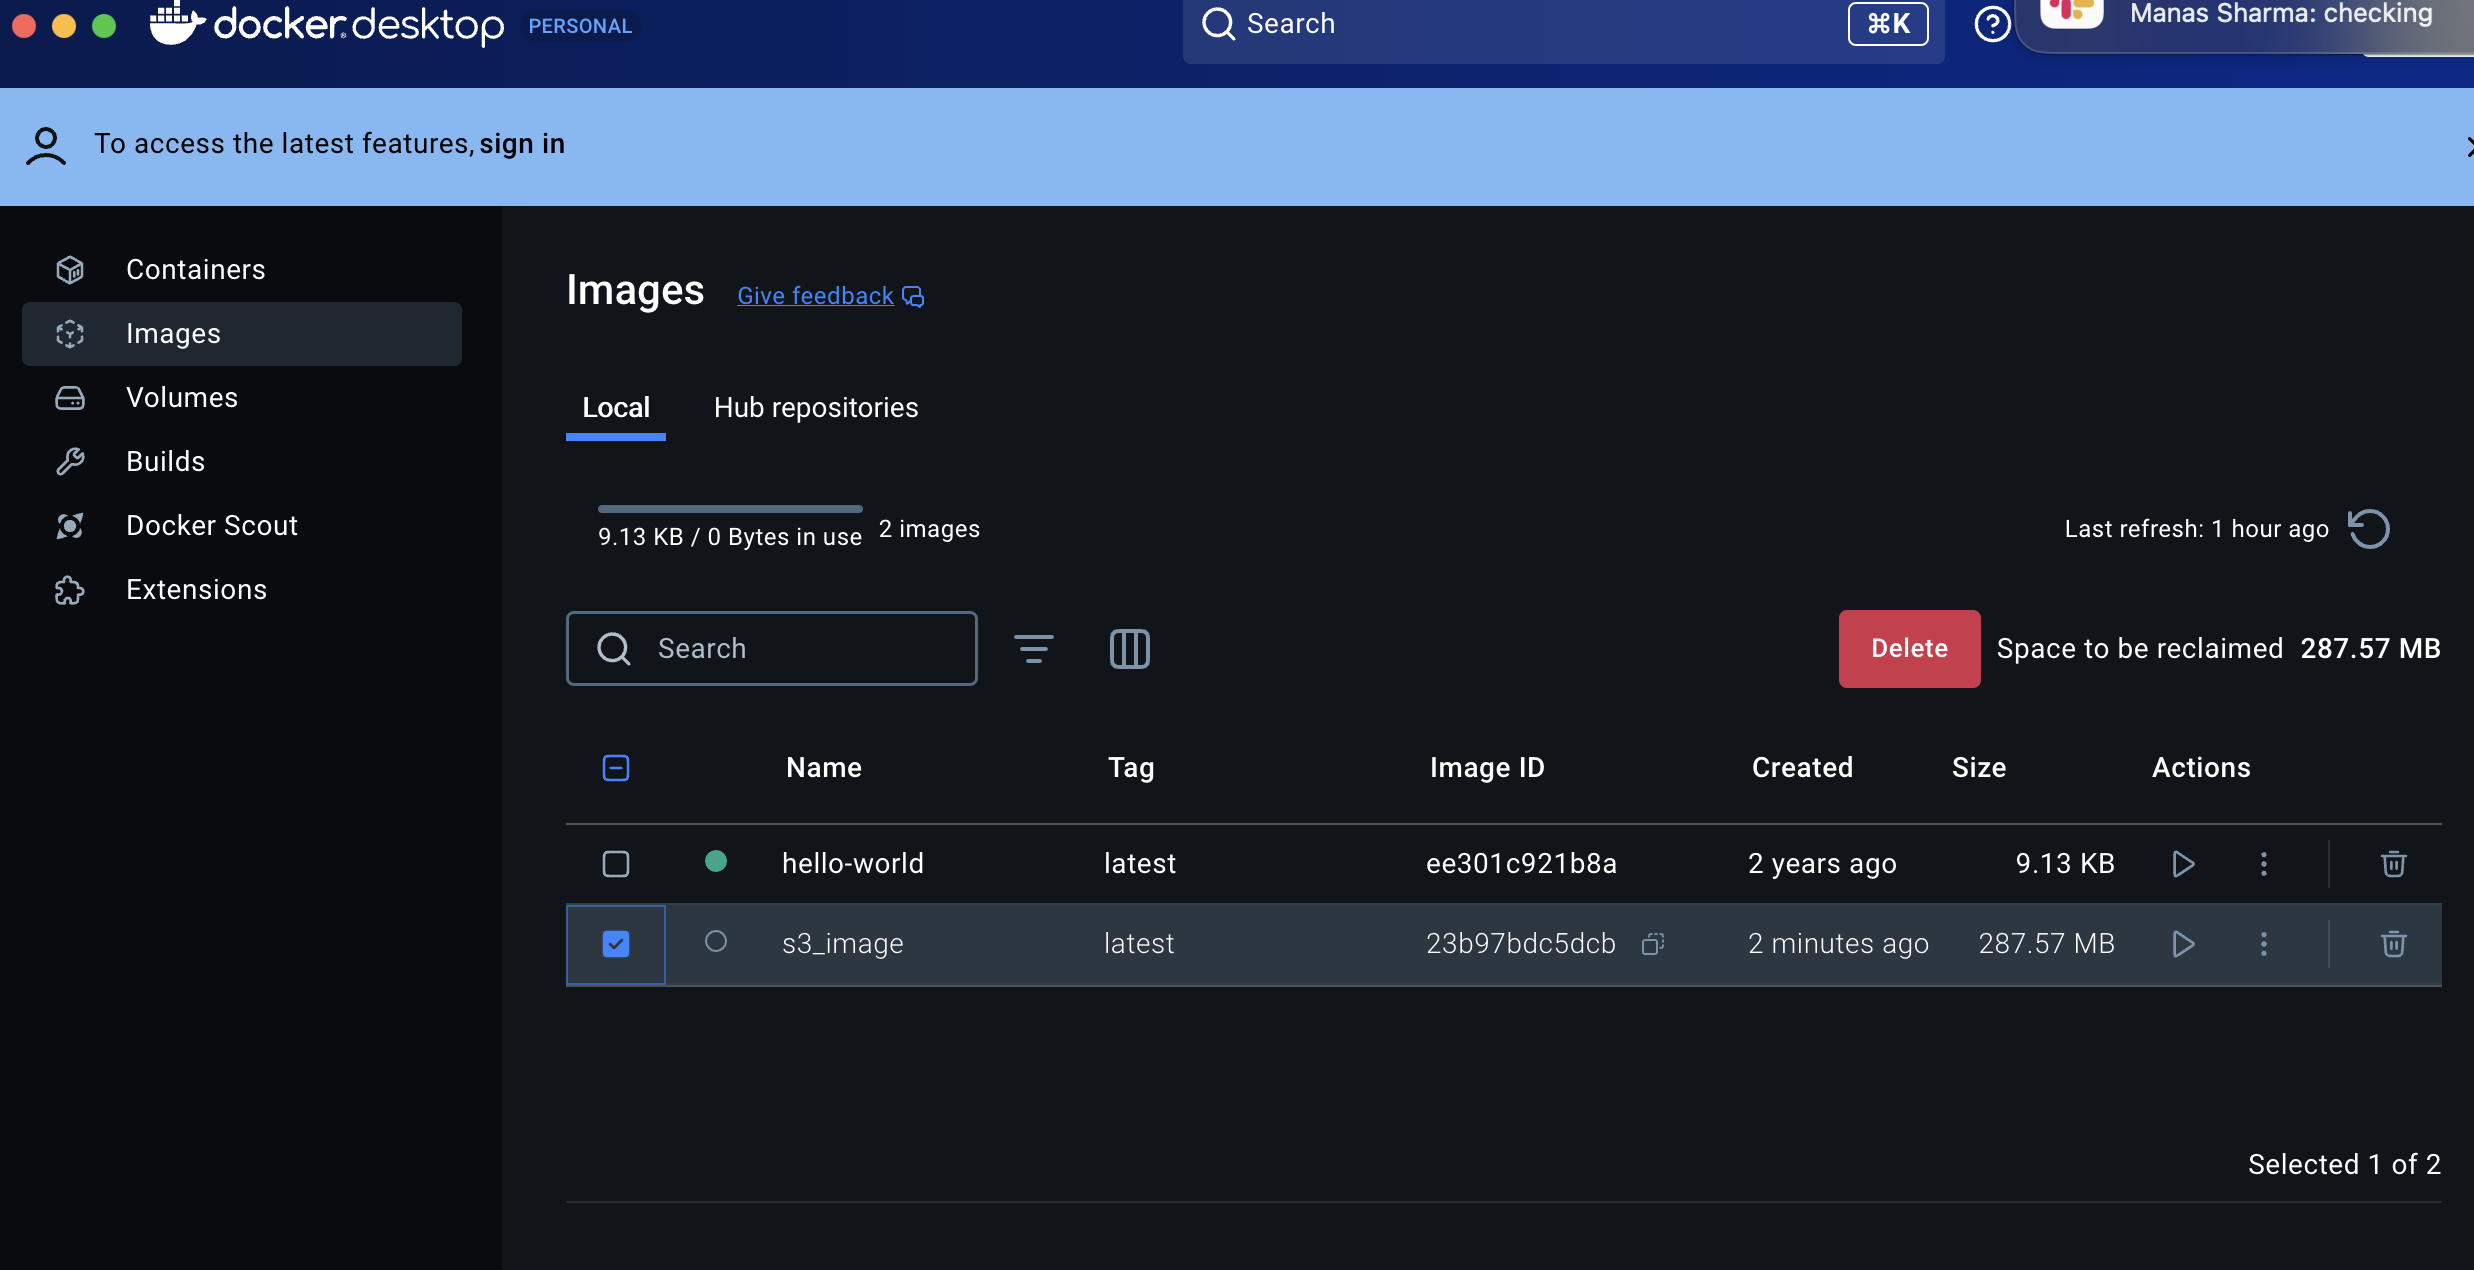 docker desktop PERSONAL
Search ⌘K
Manas Sharma: checking
To access the latest features, sign in
Containers
Images
Volumes
Builds
Docker Scout
Extensions
Images Give feedback
Local Hub repositories
9.13 KB / 0 Bytes in use 2 images
Last refresh: 1 hour ago
Search
Delete Space to be reclaimed 287.57 MB
Name Tag Image ID Created Size Actions
hello-world latest ee301c921b8a 2 years ago 9.13 KB
s3_image latest 23b97bdc5dcb 2 minutes ago 287.57 MB
Selected 1 of 2